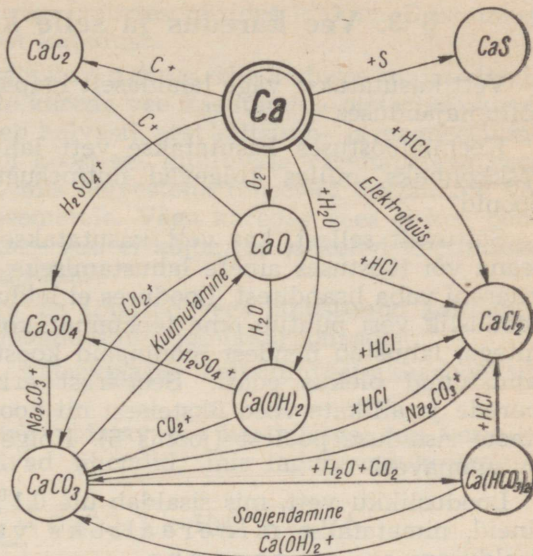 CaC2
C+
+S
CaS
Ca
C+
+HCl
H2SO4+
O2
+H2O
Elektrolüüs
CaO
+HCl
CO2+
Kuumutamine
H2O
CaSO4
H2SO4+
CaCl2
+HCl
Ca(OH)2
Na2CO3+
CO2+
+HCl
Na2CO3+
+HCl
CaCO3
+H2O+CO2
Ca(HCO3)2
Soojendamine
Ca(OH)2+